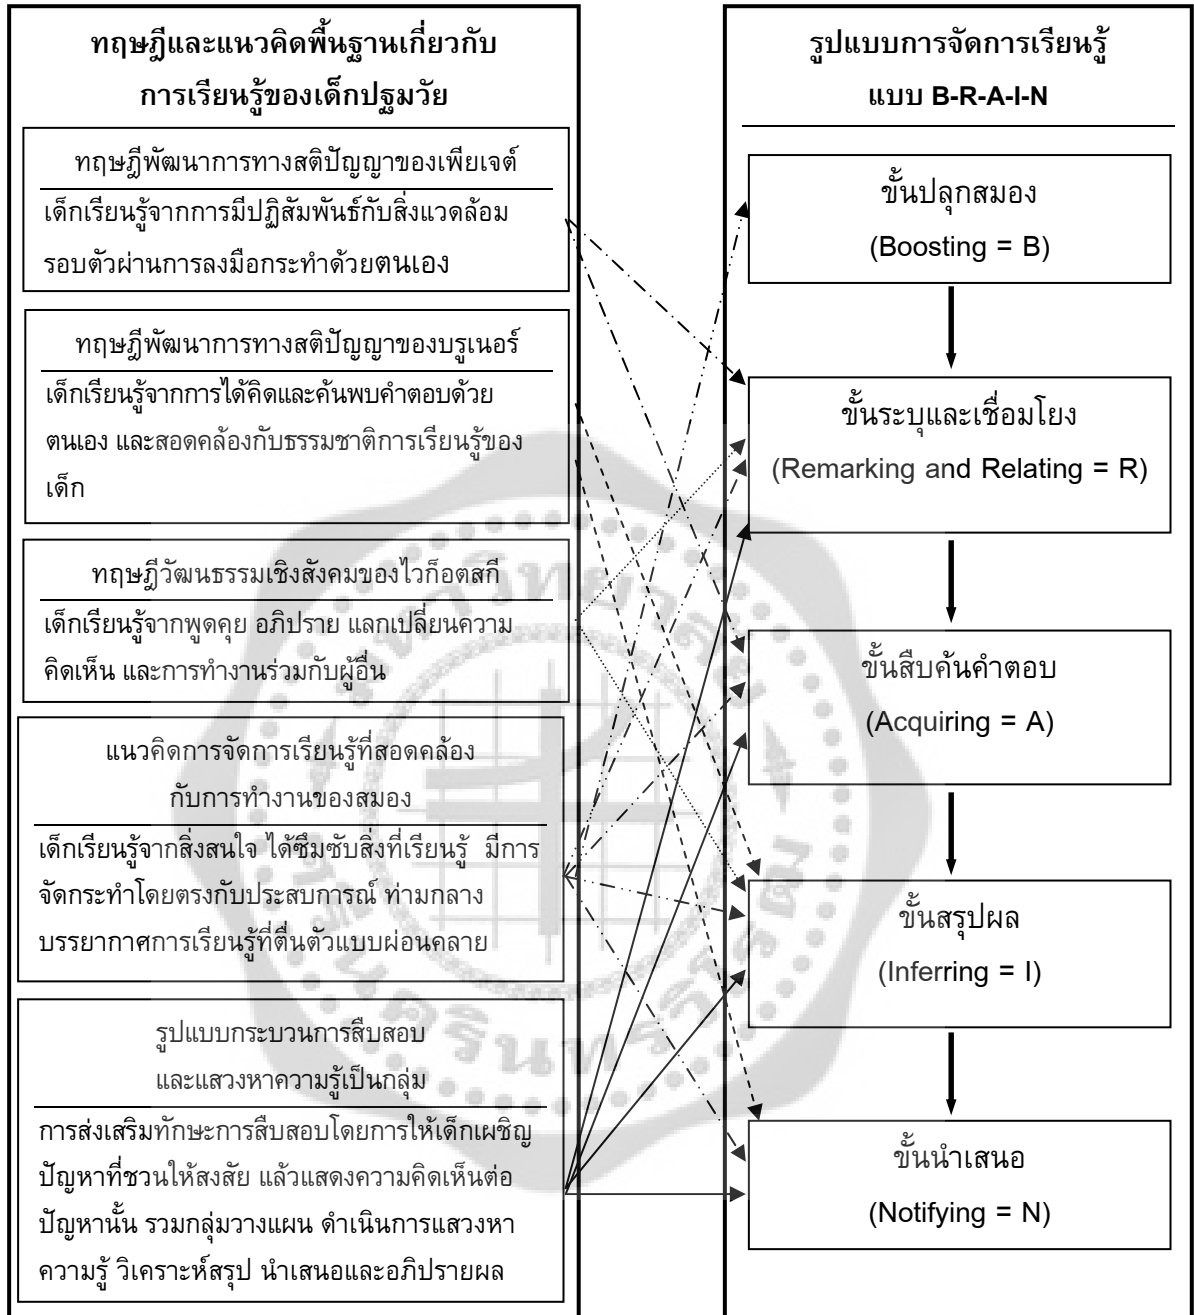 ทฤษฎีและแนวคิดพื้นฐานเกี่ยวกับ
การเรียนรู้ของเด็กปฐมวัย
ทฤษฎีพัฒนาการทางสติปัญญาของเพียเจต์
เด็กเรียนรู้จากการมีปฏิสัมพันธ์กับสิ่งแวดล้อม
รอบตัวผ่านการลงมือกระทำด้วยตนเอง
ทฤษฎีพัฒนาการทางสติปัญญาของบรูเนอร์
เด็กเรียนรู้จากการได้คิดและค้นพบคำตอบด้วย
ตนเอง และสอดคล้องกับธรรมชาติการเรียนรู้ของ
เด็ก
ทฤษฎีวัฒนธรรมเชิงสังคมของไวก็อตสกี
เด็กเรียนรู้จากพูดคุย อภิปราย แลกเปลี่ยนความ
คิดเห็น และการทำงานร่วมกับผู้อื่น
แนวคิดการจัดการเรียนรู้ที่สอดคล้อง
กับการทำงานของสมอง
เด็กเรียนรู้จากสิ่งสนใจ ได้ซึมซับสิ่งที่เรียนรู้ มีการ
จัดกระทำโดยตรงกับประสบการณ์ ท่ามกลาง
บรรยากาศการเรียนรู้ที่ตื่นตัวแบบผ่อนคลาย
รูปแบบกระบวนการสืบสอบ
และแสวงหาความรู้เป็นกลุ่ม
การส่งเสริมทักษะการสืบสอบโดยการให้เด็กเผชิญ
ปัญหาที่ชวนให้สงสัย แล้วแสดงความคิดเห็นต่อ
ปัญหานั้น รวมกลุ่มวางแผน ดำเนินการแสวงหา
ความรู้ วิเคราะห์สรุป นำเสนอและอภิปรายผล
รูปแบบการจัดการเรียนรู้
แบบ B-R-A-I-N
ขั้นปลุกสมอง
(Boosting = B)
ขั้นระบุและเชื่อมโยง
(Remarking and Relating = R)
ขั้นสืบค้นคำตอบ
(Acquiring = A)
ขั้นสรุปผล
(Inferring = I)
ขั้นนำเสนอ
(Notifying = N)
มหาวิทยาลัย
ศรีนครินทรวิโรฒ